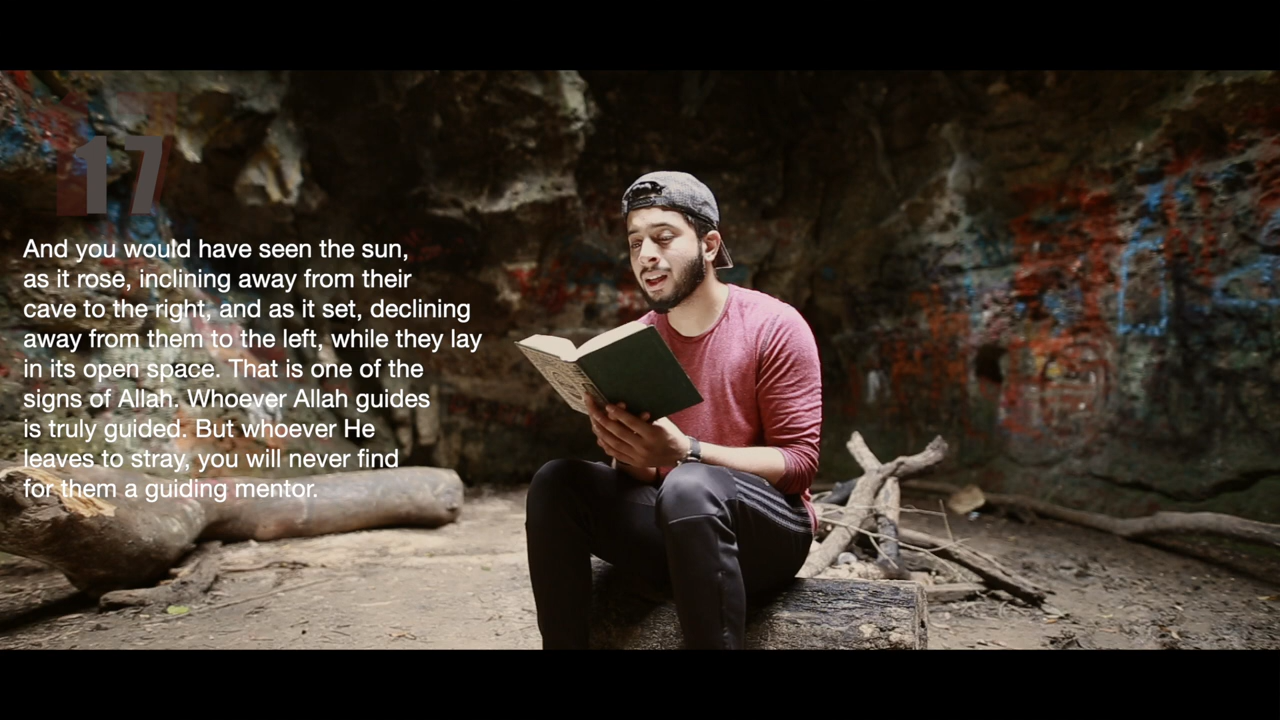 17
And you would have seen the sun,
as it rose, inclining away from their
cave to the right, and as it set, declining
away from them to the left, while they lay
in its open space. That is one of the
signs of Allah. Whoever Allah guides
is truly guided. But whoever He
leaves to stray, you will never find
for them a guiding mentor.